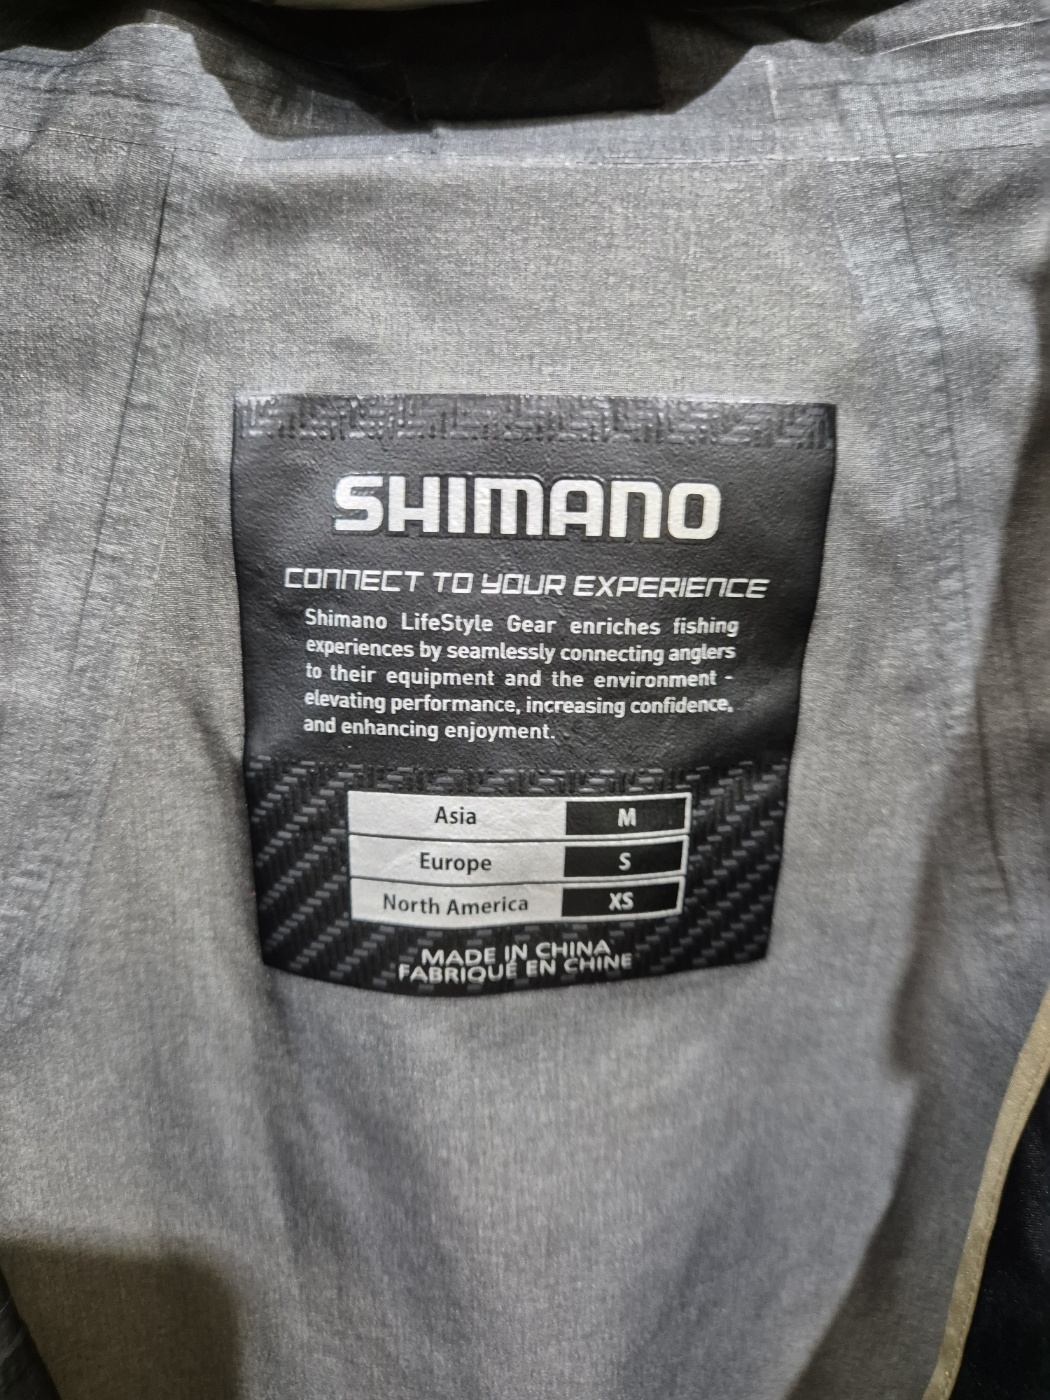 SHIMANO
CONNECT TO YOUR EXPERIENCE
Shimano LifeStyle Gear enriches fishing
experiences by seamlessly connecting anglers
to their equipment and the environment -
elevating performance, increasing confidence,
and enhancing enjoyment.
Asia M
Europe S
North America XS
MADE IN CHINA
FABRIQUÉ EN CHINE